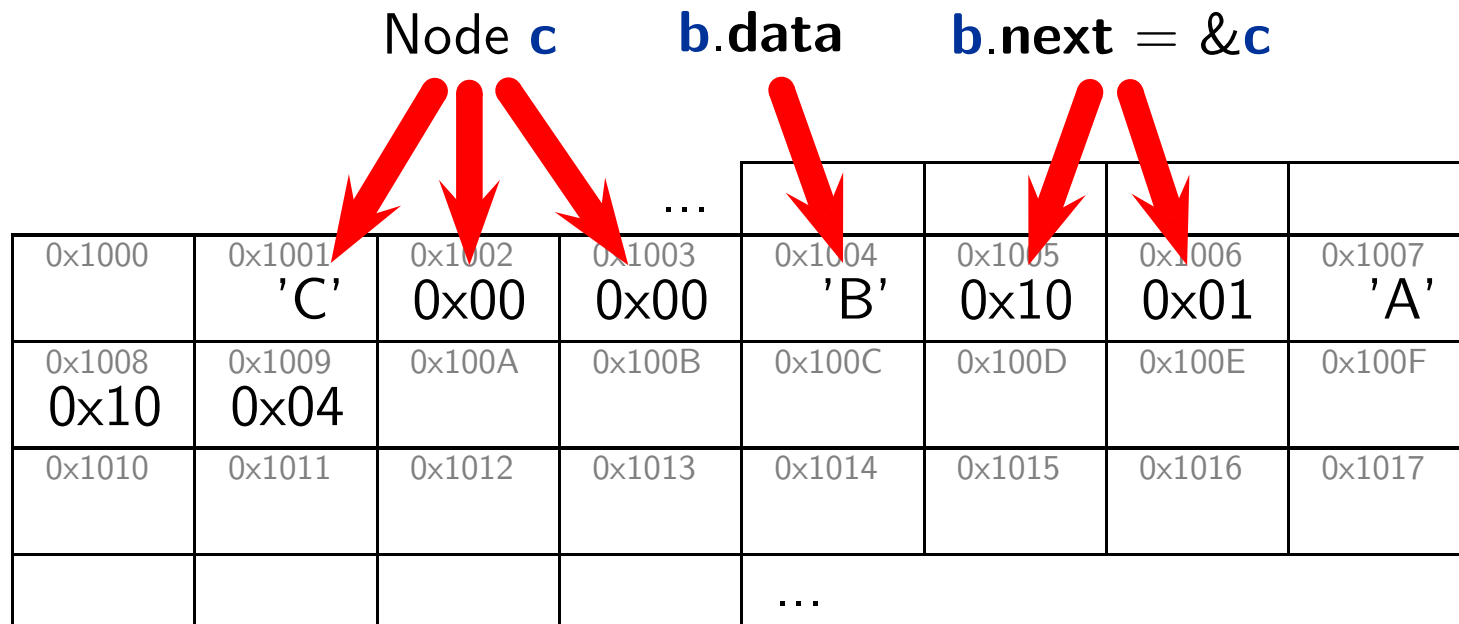 Node c b.data b.next = &c
...
0x1000 0x1001 0x1002 0x1003 0x1004 0x1005 0x1006 0x1007
'C' 0x00 0x00 'B' 0x10 0x01 'A'
0x1008 0x1009 0x100A 0x100B 0x100C 0x100D 0x100E 0x100F
0x10 0x04
0x1010 0x1011 0x1012 0x1013 0x1014 0x1015 0x1016 0x1017
...